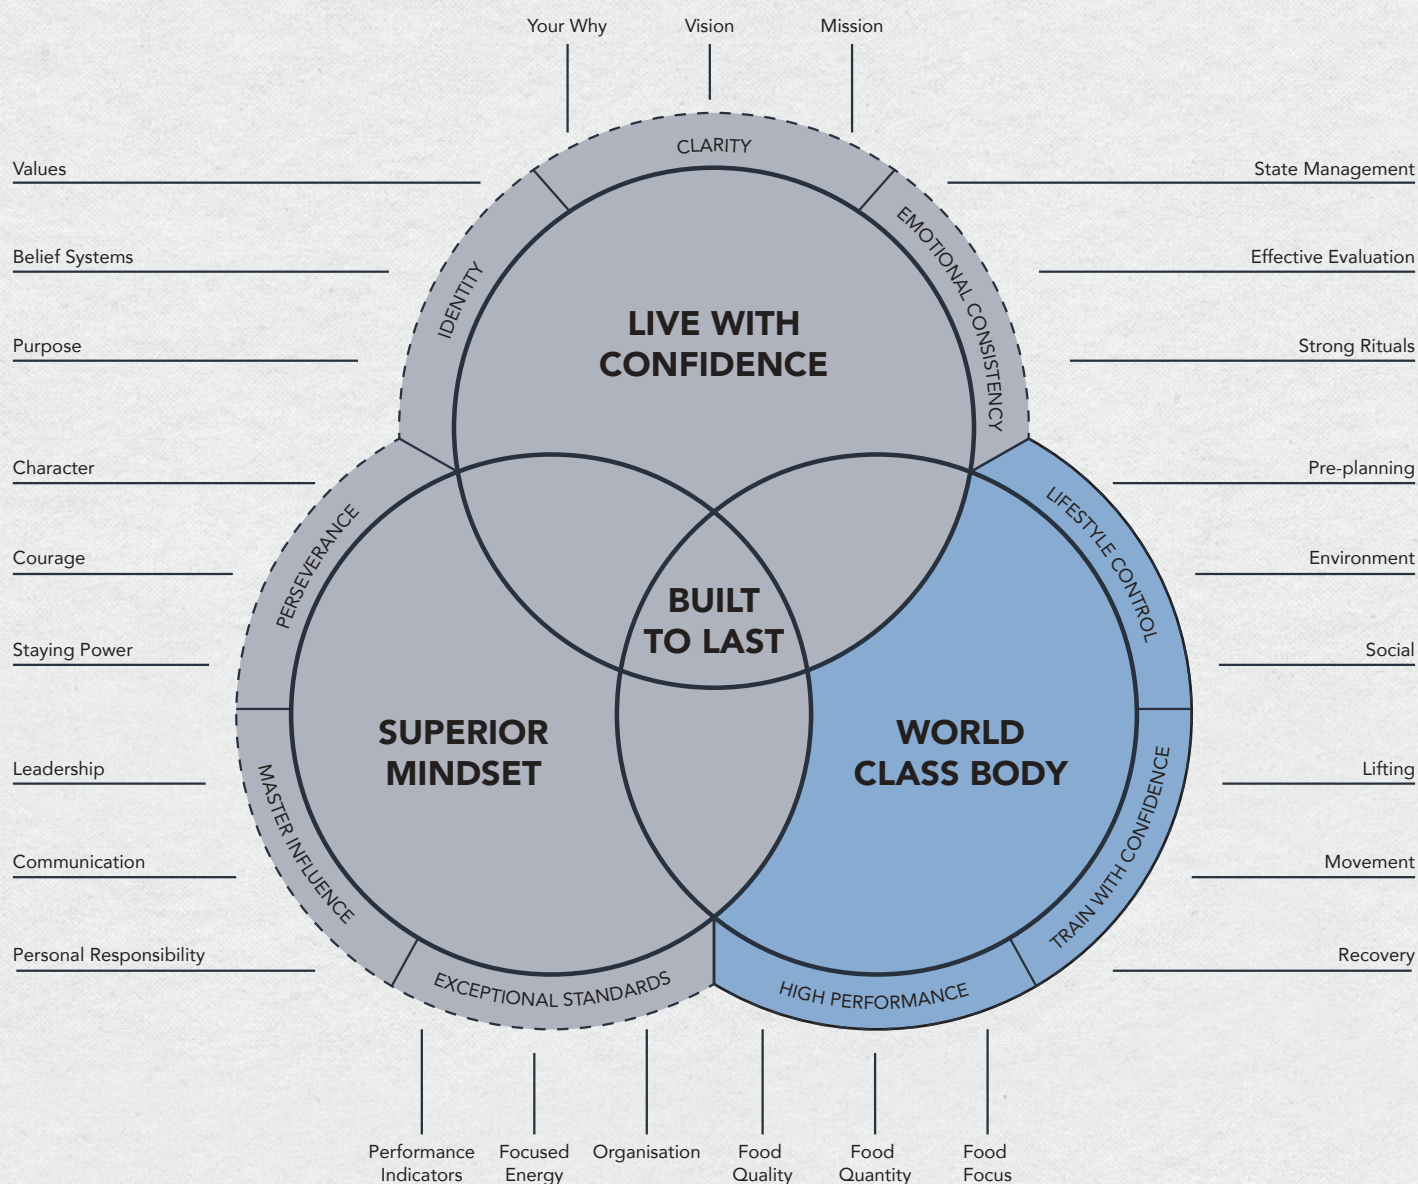 Your Why
Vision
Mission
CLARITY
Values
State Management
IDENTITY
EMOTIONAL CONSISTENCY
Belief Systems
Effective Evaluation
LIVE WITH
CONFIDENCE
Purpose
Strong Rituals
Character
Pre-planning
PERSEVERANCE
LIFESTYLE CONTROL
Courage
Environment
BUILT
TO LAST
Staying Power
Social
SUPERIOR
MINDSET
WORLD
CLASS BODY
Leadership
Lifting
MASTER INFLUENCE
TRAIN WITH CONFIDENCE
Communication
Movement
Personal Responsibility
Recovery
EXCEPTIONAL STANDARDS
HIGH PERFORMANCE
Performance
Indicators
Focused
Energy
Organisation
Food
Quality
Food
Quantity
Food
Focus